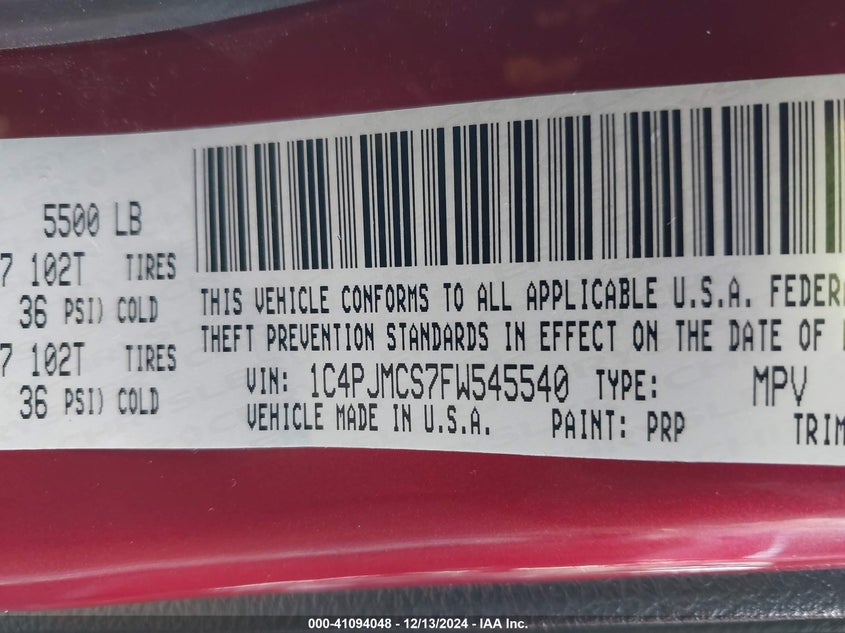 5500 LB
7 102T TIRES
36 PSI) COLD
7 102T TIRES
36 PSI) COLD
THIS VEHICLE CONFORMS TO ALL APPLICABLE U.S.A. FEDER
THEFT PREVENTION STANDARDS IN EFFECT ON THE DATE OF
VIN: 1C4PJMCS7FW545540 TYPE: MPV
VEHICLE MADE IN U.S.A. PAINT: PRP TRIM
000-41094048 - 12/13/2024 - IAA Inc.